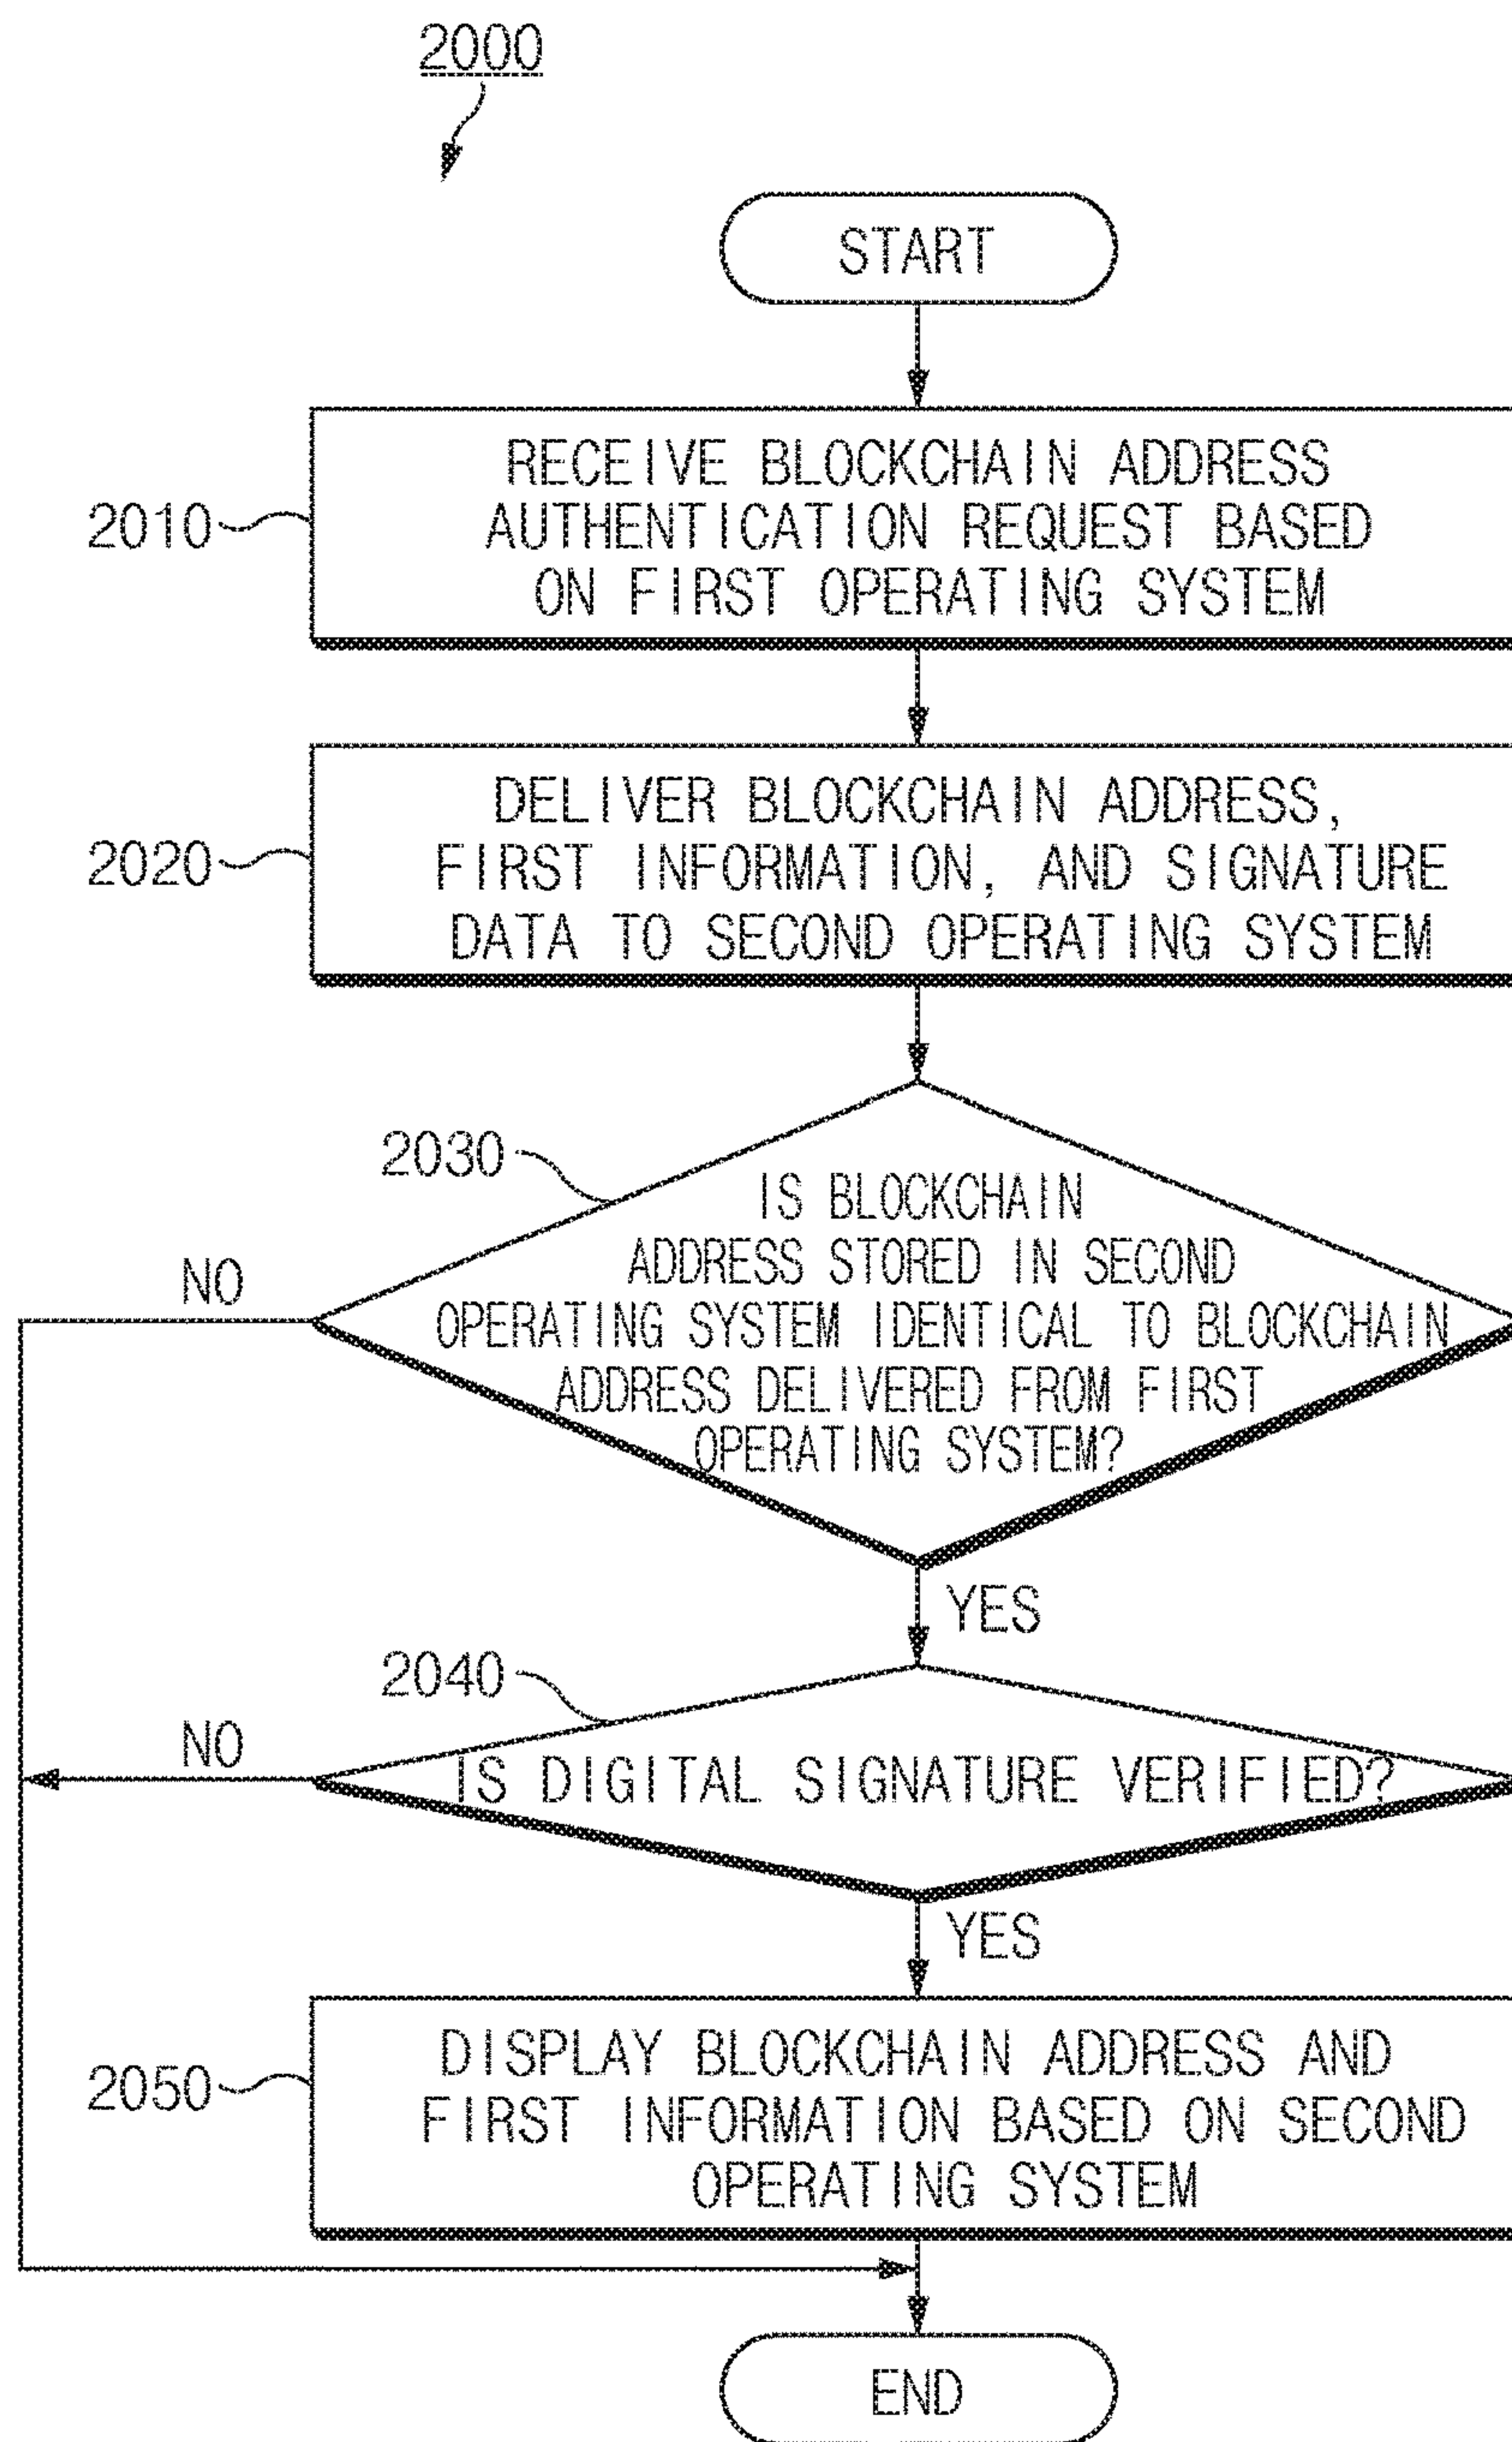 2000
START
RECEIVE BLOCKCHAIN ADDRESS
AUTHENTICATION REQUEST BASED
ON FIRST OPERATING SYSTEM
2010
DELIVER BLOCKCHAIN ADDRESS,
FIRST INFORMATION, AND SIGNATURE
DATA TO SECOND OPERATING SYSTEM
2020
2030
IS BLOCKCHAIN
ADDRESS STORED IN SECOND
OPERATING SYSTEM IDENTICAL TO BLOCKCHAIN
ADDRESS DELIVERED FROM FIRST
OPERATING SYSTEM?
NO
YES
2040
IS DIGITAL SIGNATURE VERIFIED?
NO
YES
DISPLAY BLOCKCHAIN ADDRESS AND
FIRST INFORMATION BASED ON SECOND
OPERATING SYSTEM
2050
END